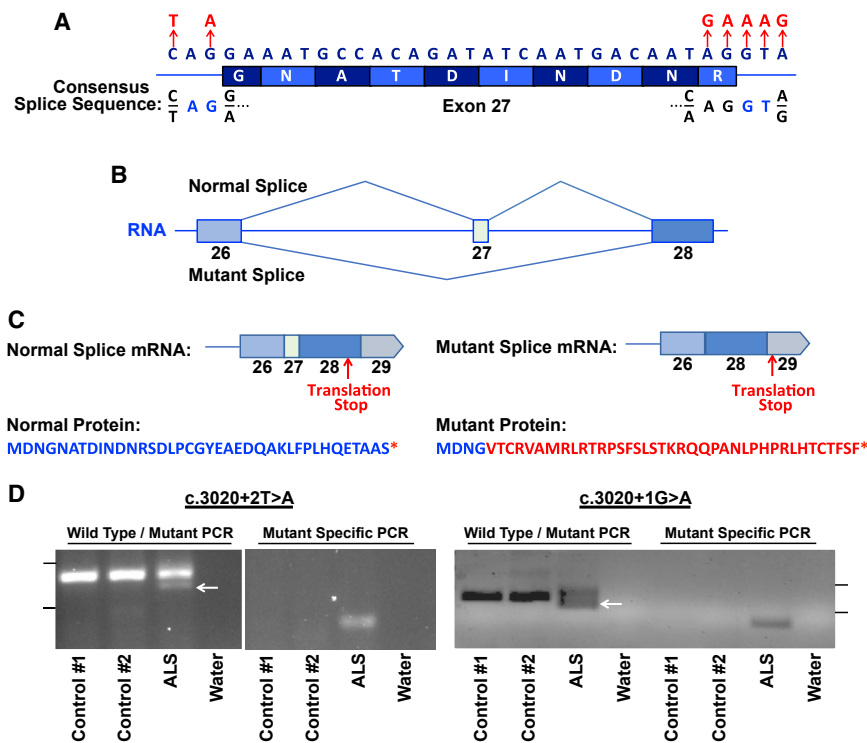 A
T A G A A A G
C A G G A A A T G C C A C A G A T A T C A A T G A C A A T A G G T A
G N A T D I N D N R
Consensus
Splice Sequence:
C
T
A G
G
A
...
Exon 27
...
C
A
A G G T
A
G
B
Normal Splice
RNA
26 27 28
Mutant Splice
C
Normal Splice mRNA:
26 27 28 29
Translation
Stop
Normal Protein:
MDNGNATDINDNRSDLPCGYEAEDQAKLFPLHQETAAS*
Mutant Splice mRNA:
26 28 29
Translation
Stop
Mutant Protein:
MDNGVTCRVAMRLRTRPSFSLSTKRQQPANLPHPRLHTCTFSF*
D
c.3020+2T>A
Wild Type / Mutant PCR Mutant Specific PCR
Control #1 Control #2 ALS Water Control #1 Control #2 ALS Water
c.3020+1G>A
Wild Type / Mutant PCR Mutant Specific PCR
Control #1 Control #2 ALS Water Control #1 Control #2 ALS Water